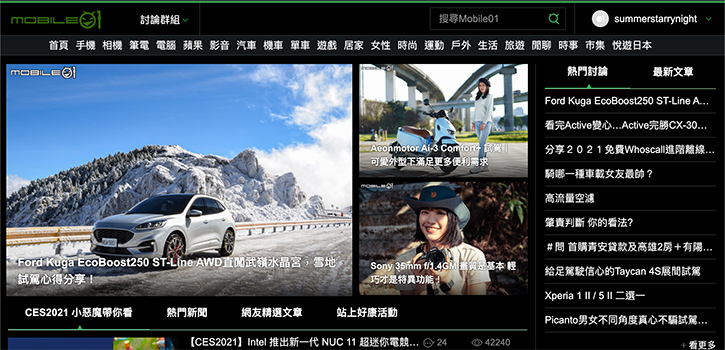 mobile01
討論群組
搜尋Mobile01
summerstarrynight
首頁 手機 相機 筆電 電腦 蘋果 影音 汽車 機車 單車 遊戲 居家 女性 時尚 運動 戶外 生活 旅遊 閒聊 時事 市集 悅遊日本
mobile01
Ford Kuga EcoBoost250 ST-Line AWD直闖武嶺水晶宮，雪地
試駕心得分享！
mobile01
Aeonmotor Ai-3 Comfort+ 試駕｜
可愛外型下滿足更多便利需求
mobile01
Sony 35mm f/1.4GM 畫質是基本 輕
巧才是特異功能！
熱門討論 最新文章
Ford Kuga EcoBoost250 ST-Line A...
看完Active變心...Active完勝CX-30...
分享２０２１免費Whoscall進階離線...
騎哪一種車載女友最帥？
高流量空濾
肇責判斷 你的看法?
＃問 首購青安貸款及高雄2房＋有陽...
給足駕駛信心的Taycan 4S展間試駕
Xperia 1 II / 5 II 二選一
Picanto男女不同角度真心不騙試駕...
+ 看更多
CES2021 小惡魔帶你看 熱門新聞 網友精選文章 站上好康活動
【CES2021】Intel 推出新一代 NUC 11 超迷你電競... 24 42240